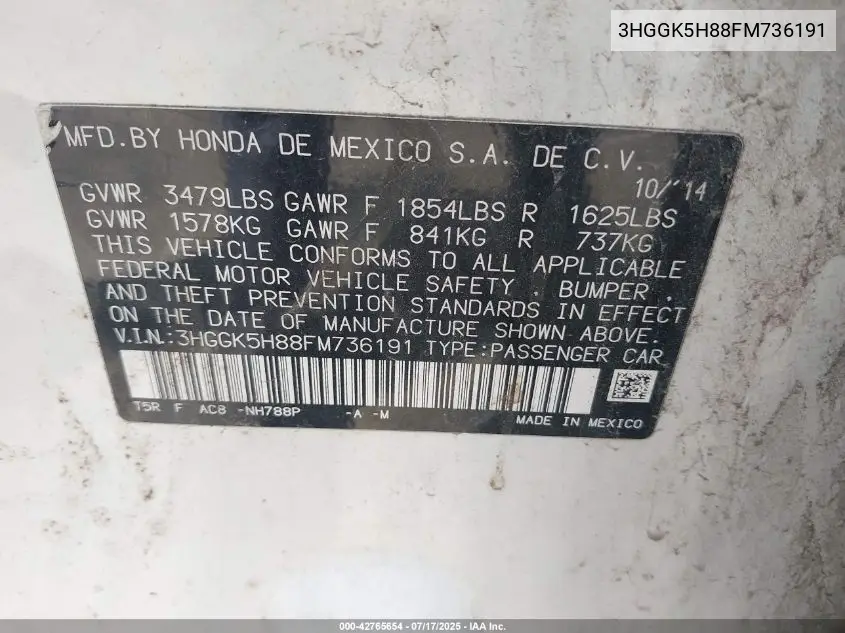 3HGGK5H88FM736191
MFD.BY HONDA DE MEXICO S.A. DE C.V.
10/'14
GVWR 3479LBS GAWR F 1854LBS R 1625LBS
GVWR 1578KG GAWR F 841KG R 737KG
THIS VEHICLE CONFORMS TO ALL APPLICABLE
FEDERAL MOTOR VEHICLE SAFETY , BUMPER ,
AND THEFT PREVENTION STANDARDS IN EFFECT
ON THE DATE OF MANUFACTURE SHOWN ABOVE.
V.I.N.:3HGGK5H88FM736191 TYPE:PASSENGER CAR
T5R F AC8 -NH788P -A -M
MADE IN MEXICO
000-42765654 - 07/17/2025 - IAA Inc.